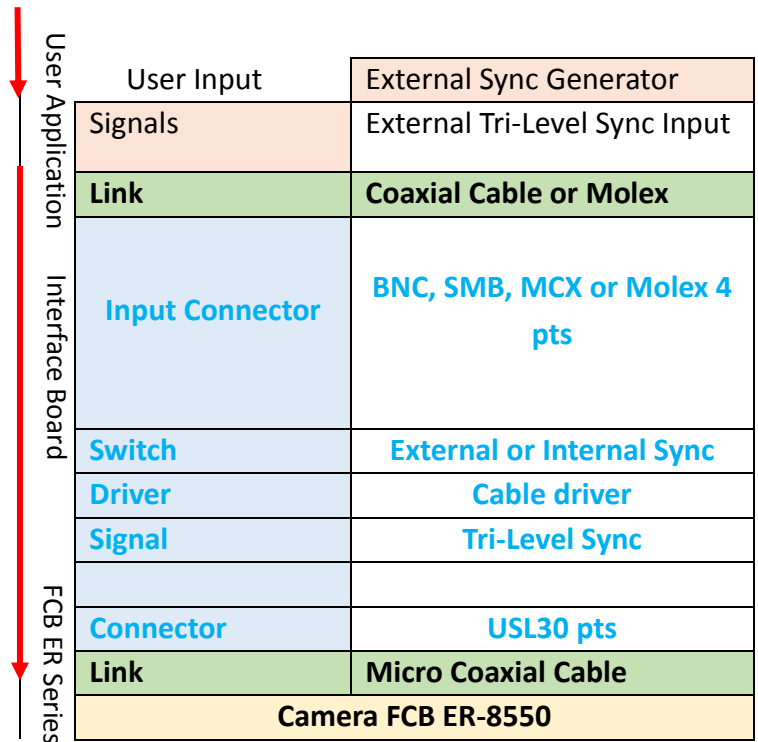 User Application
Interface Board
FCB ER Series
User Input External Sync Generator
Signals External Tri-Level Sync Input
Link Coaxial Cable or Molex
Input Connector BNC, SMB, MCX or Molex 4
pts
Switch External or Internal Sync
Driver Cable driver
Signal Tri-Level Sync
Connector USL30 pts
Link Micro Coaxial Cable
Camera FCB ER-8550